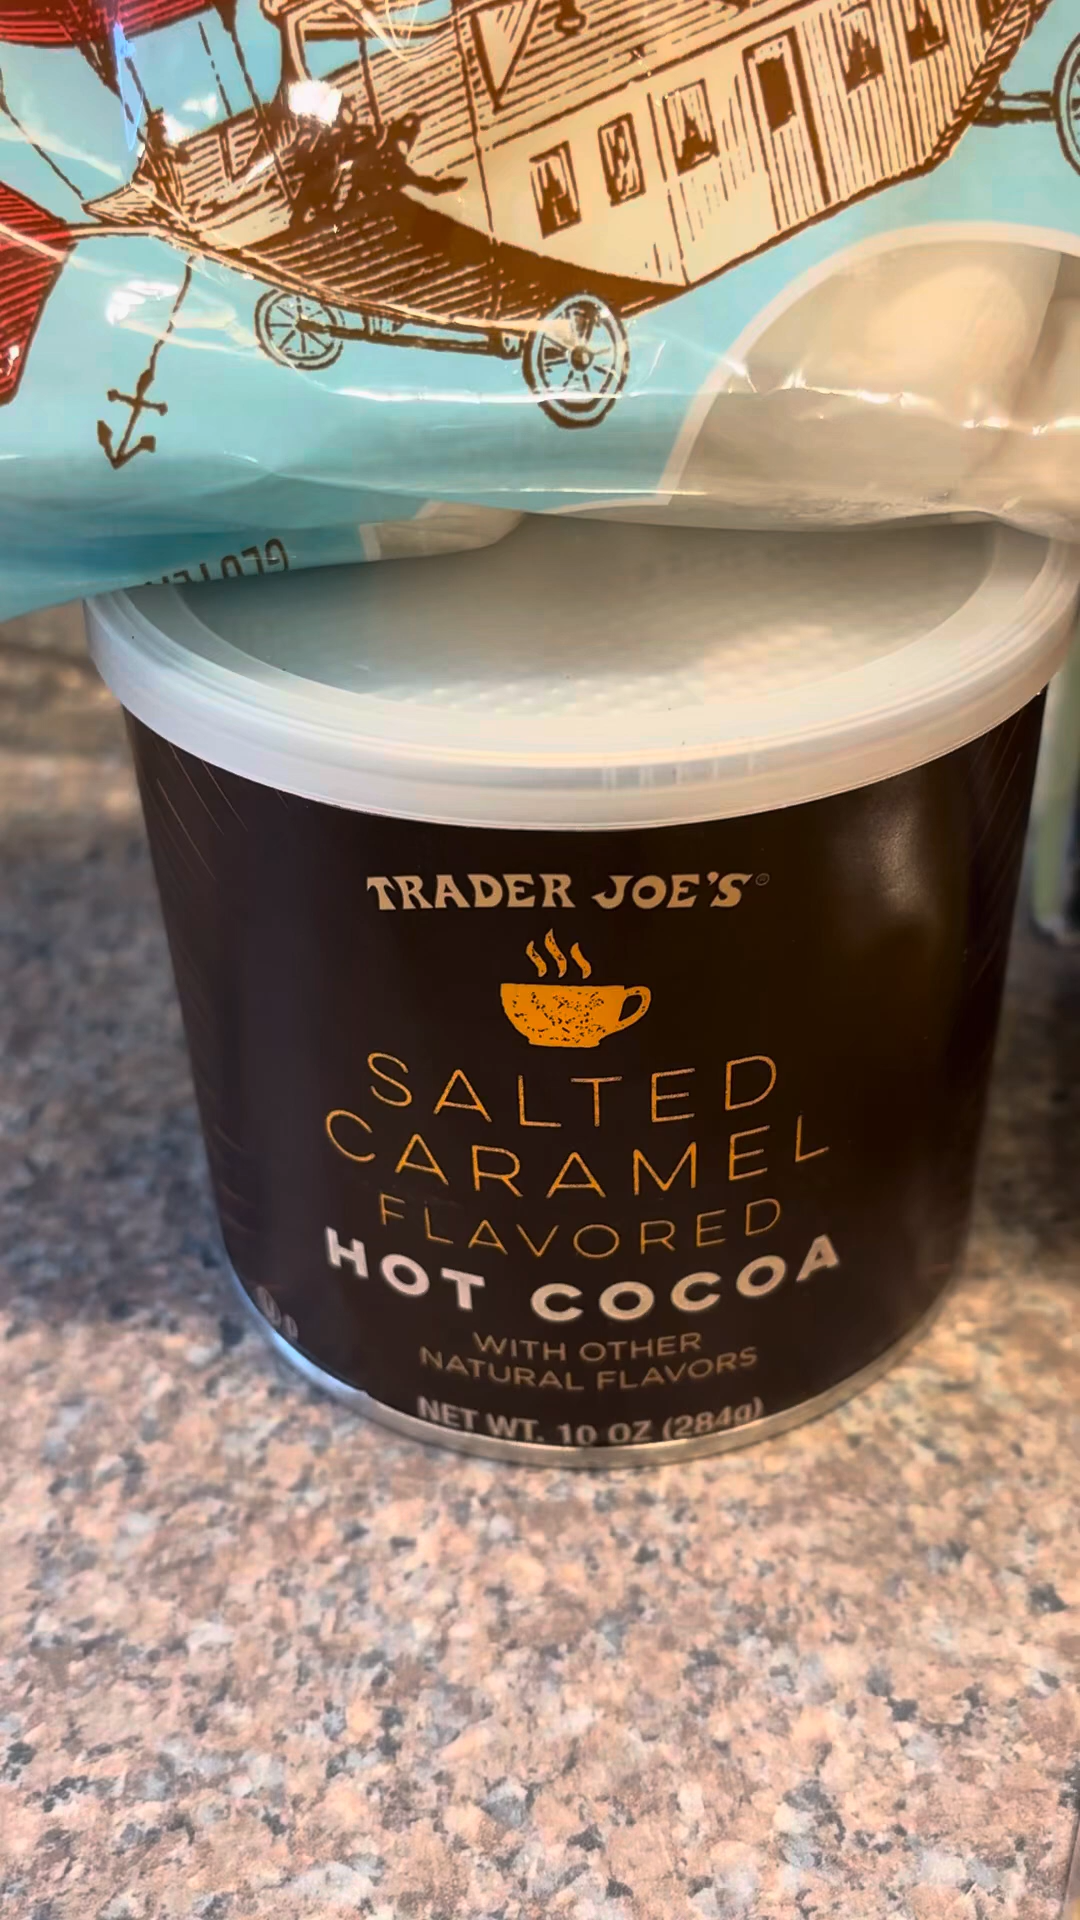 TRADER JOE'S
SALTED
CARAMEL
FLAVORED
HOT COCOA
WITH OTHER
NATURAL FLAVORS
NET WT. 10 OZ (284g)